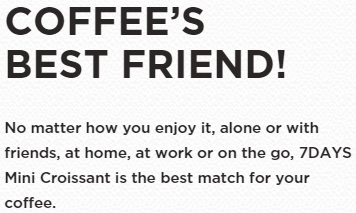 COFFEE’S
BEST FRIEND!
No matter how you enjoy it, alone or with
friends, at home, at work or on the go, 7DAYS
Mini Croissant is the best match for your
coffee.